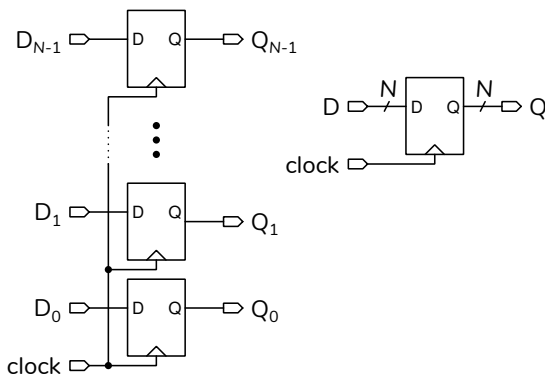 D_{N-1} D Q Q_{N-1}
N N
D D Q Q
clock
D_1 D Q Q_1
D_0 D Q Q_0
clock